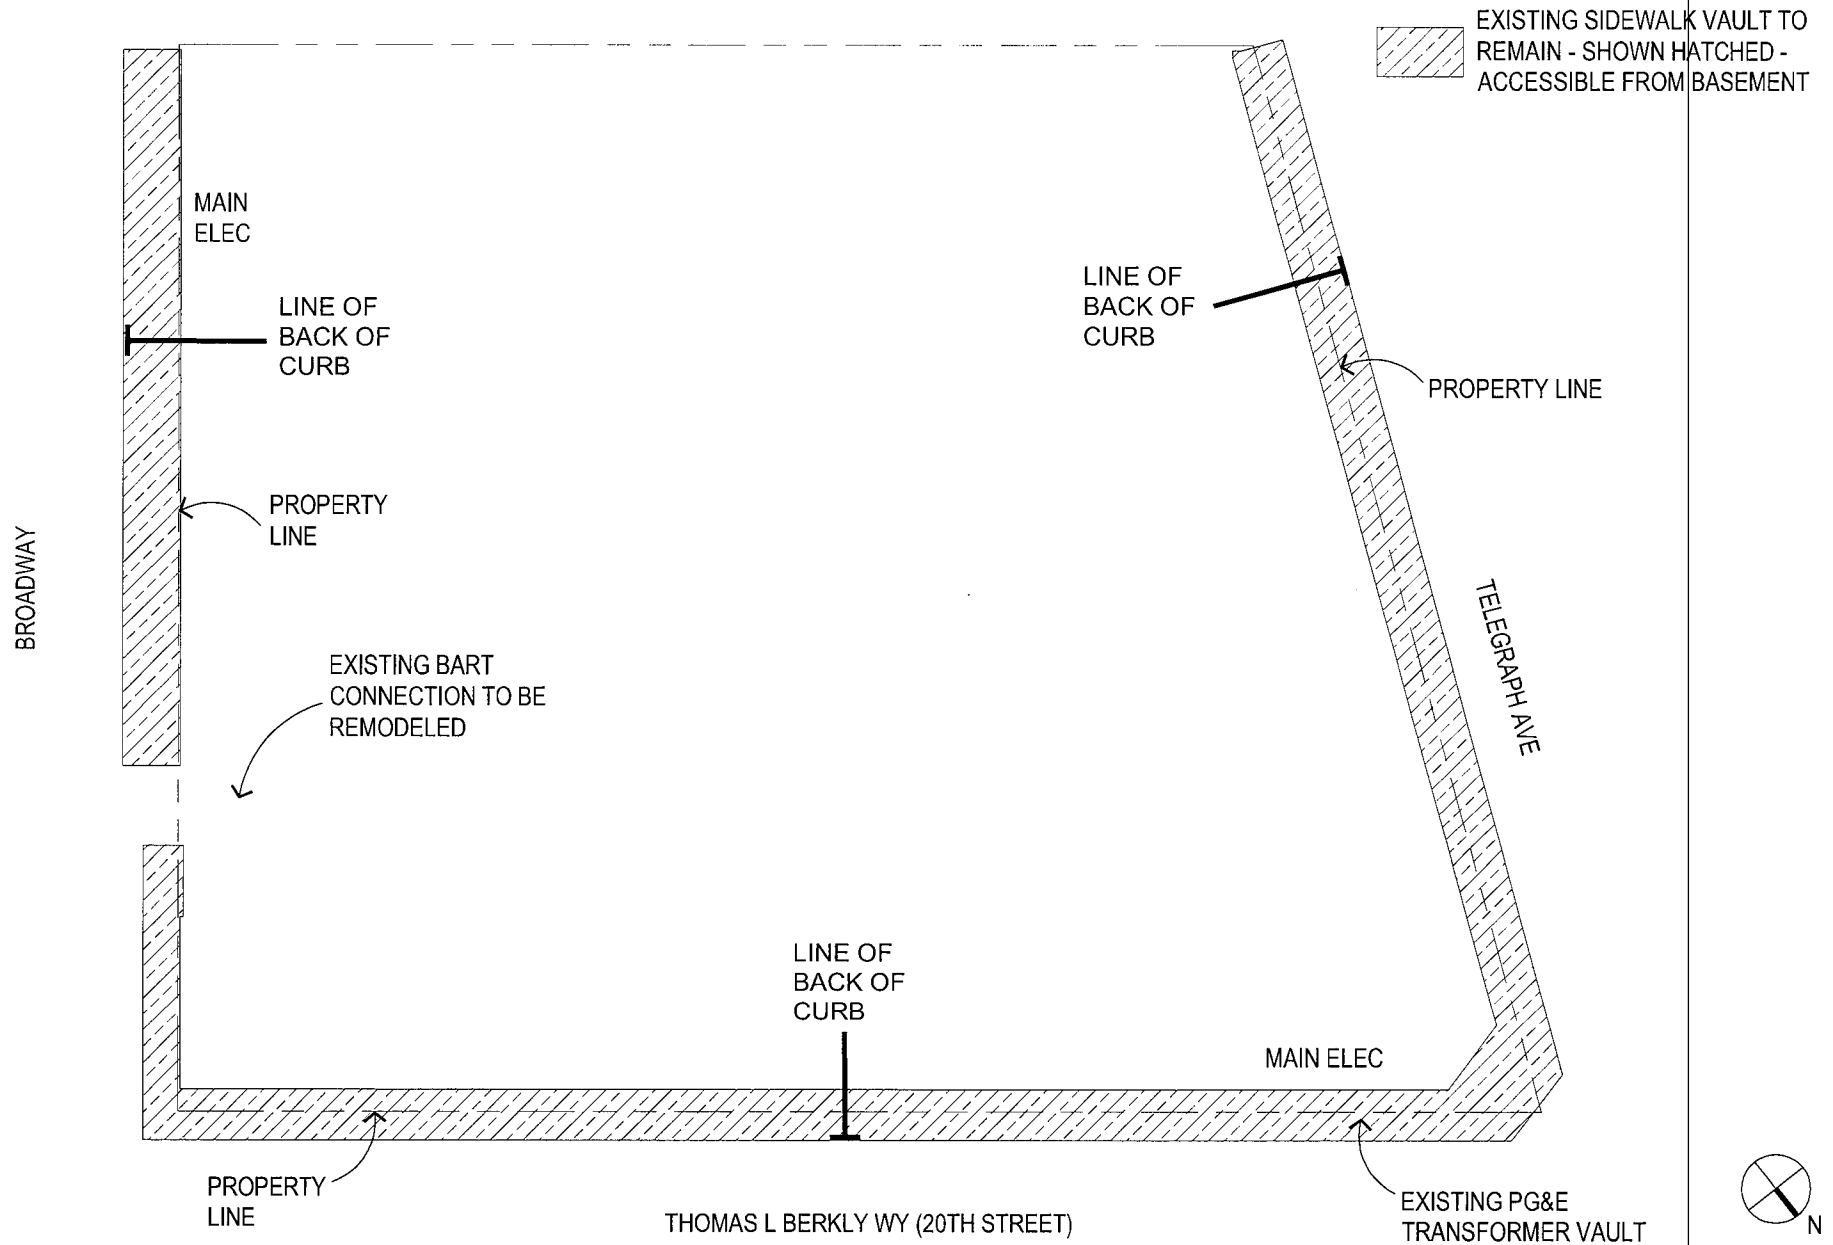 EXISTING SIDEWALK VAULT TO
REMAIN - SHOWN HATCHED -
ACCESSIBLE FROM BASEMENT
MAIN
ELEC
LINE OF
BACK OF
CURB
LINE OF
BACK OF
CURB
PROPERTY LINE
PROPERTY
LINE
BROADWAY
TELEGRAPH AVE
EXISTING BART
CONNECTION TO BE
REMODELED
LINE OF
BACK OF
CURB
MAIN ELEC
PROPERTY
LINE
THOMAS L BERKLY WY (20TH STREET)
EXISTING PG&E
TRANSFORMER VAULT
N